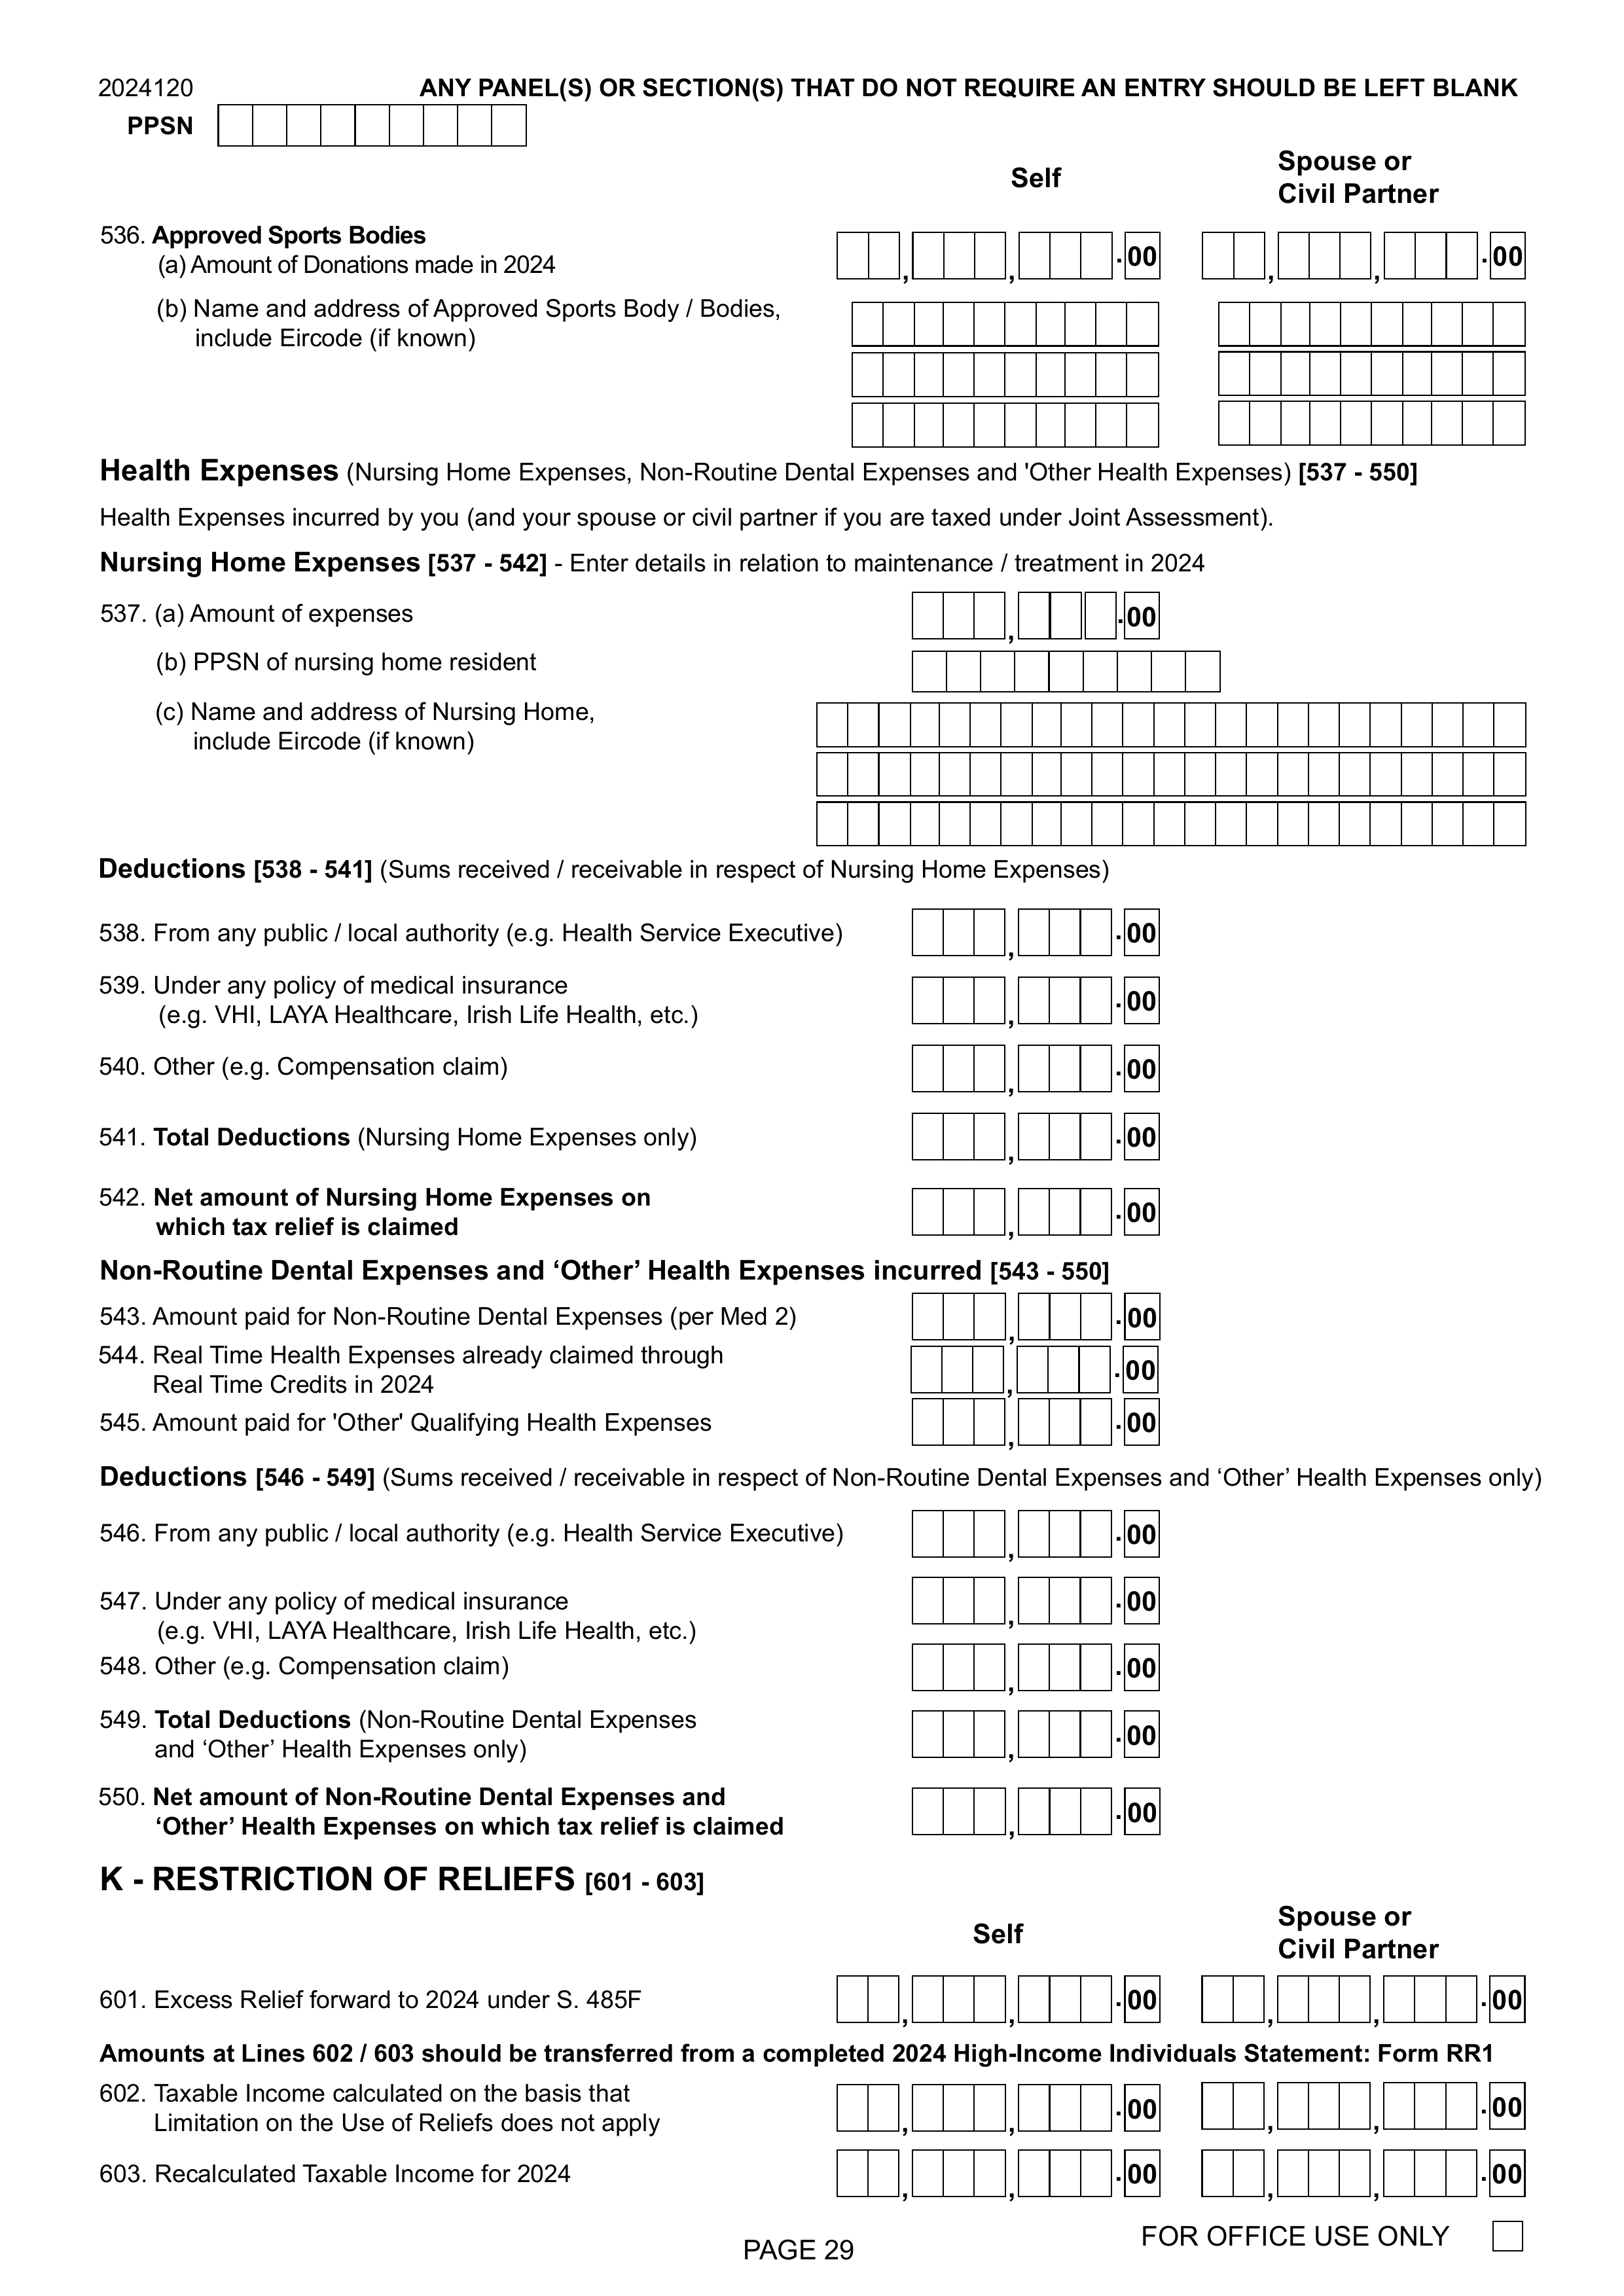 2024120 ANY PANEL(S) OR SECTION(S) THAT DO NOT REQUIRE AN ENTRY SHOULD BE LEFT BLANK
PPSN
Self
Spouse or
Civil Partner
536. Approved Sports Bodies
(a) Amount of Donations made in 2024
, , .00 , , .00
(b) Name and address of Approved Sports Body / Bodies,
include Eircode (if known)
Health Expenses (Nursing Home Expenses, Non-Routine Dental Expenses and 'Other Health Expenses) [537 - 550]
Health Expenses incurred by you (and your spouse or civil partner if you are taxed under Joint Assessment).
Nursing Home Expenses [537 - 542] - Enter details in relation to maintenance / treatment in 2024
537. (a) Amount of expenses , .00
(b) PPSN of nursing home resident
(c) Name and address of Nursing Home,
include Eircode (if known)
Deductions [538 - 541] (Sums received / receivable in respect of Nursing Home Expenses)
538. From any public / local authority (e.g. Health Service Executive) , .00
539. Under any policy of medical insurance
(e.g. VHI, LAYA Healthcare, Irish Life Health, etc.) , .00
540. Other (e.g. Compensation claim) , .00
541. Total Deductions (Nursing Home Expenses only) , .00
542. Net amount of Nursing Home Expenses on
which tax relief is claimed , .00
Non-Routine Dental Expenses and ‘Other’ Health Expenses incurred [543 - 550]
543. Amount paid for Non-Routine Dental Expenses (per Med 2) , .00
544. Real Time Health Expenses already claimed through
Real Time Credits in 2024 , .00
545. Amount paid for 'Other' Qualifying Health Expenses , .00
Deductions [546 - 549] (Sums received / receivable in respect of Non-Routine Dental Expenses and ‘Other’ Health Expenses only)
546. From any public / local authority (e.g. Health Service Executive) , .00
547. Under any policy of medical insurance
(e.g. VHI, LAYA Healthcare, Irish Life Health, etc.) , .00
548. Other (e.g. Compensation claim) , .00
549. Total Deductions (Non-Routine Dental Expenses
and ‘Other’ Health Expenses only) , .00
550. Net amount of Non-Routine Dental Expenses and
‘Other’ Health Expenses on which tax relief is claimed , .00
K - RESTRICTION OF RELIEFS [601 - 603]
Self
Spouse or
Civil Partner
601. Excess Relief forward to 2024 under S. 485F , , .00 , , .00
Amounts at Lines 602 / 603 should be transferred from a completed 2024 High-Income Individuals Statement: Form RR1
602. Taxable Income calculated on the basis that
Limitation on the Use of Reliefs does not apply , , .00 , , .00
603. Recalculated Taxable Income for 2024 , , .00 , , .00
FOR OFFICE USE ONLY
PAGE 29